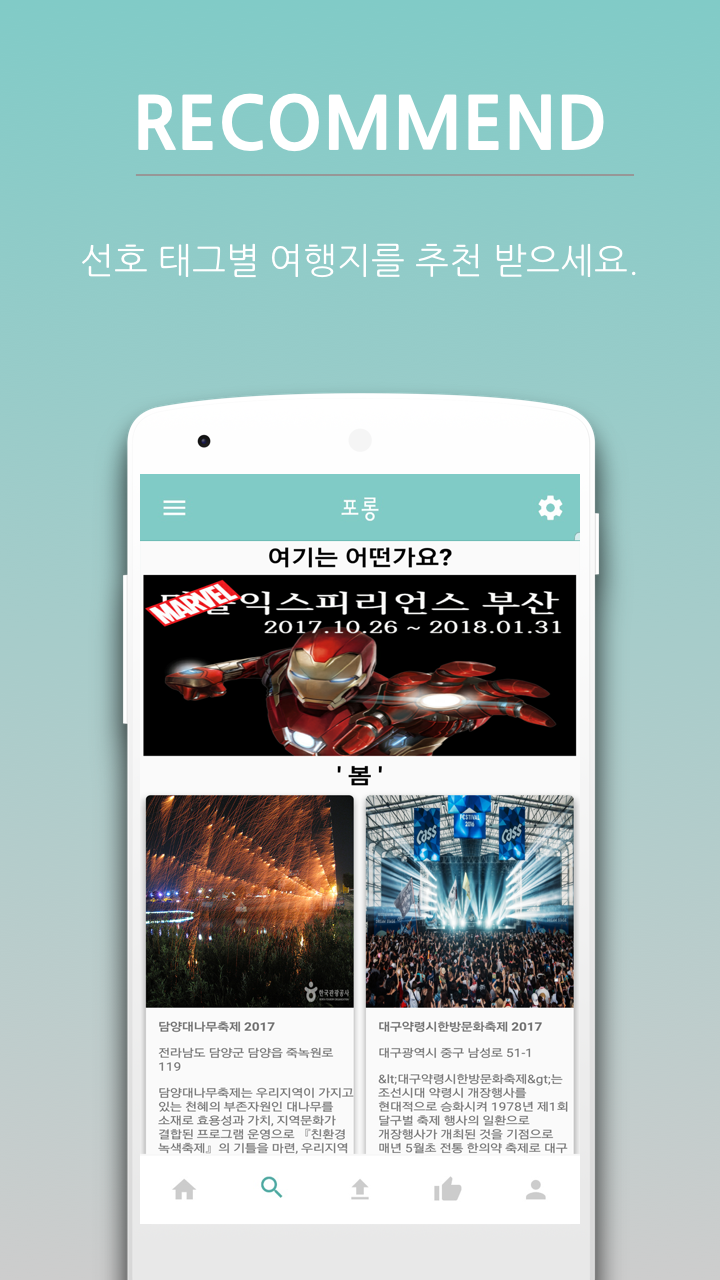 RECOMMEND
선호 태그별 여행지를 추천 받으세요.
포롱
여기는 어떤가요?
MARVEL
익스피리언스 부산
2017.10.26 ~ 2018.01.31
' 봄 '
FESTIVAL
2016
Cass
Cass
한국관광공사
담양대나무축제 2017
전라남도 담양군 담양읍 죽녹원로
119
담양대나무축제는 우리지역이 가지고
있는 천혜의 부존자원인 대나무를
소재로 효용성과 가치, 지역문화가
결합된 프로그램 운영으로 『친환경
녹색축제』의 기틀을 마련, 우리지역
대구약령시한방문화축제 2017
대구광역시 중구 남성로 51-1
&lt;대구약령시한방문화축제&gt;는
조선시대 약령시 개장행사를
현대적으로 승화시켜 1978년 제1회
달구벌 축제 행사의 일환으로
개장행사가 개최된 것을 기점으로
매년 5월초 전통 한의약 축제로 대구